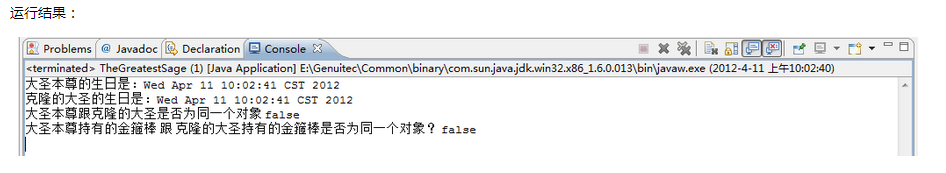 运行结果：
Problems @ Javadoc Declaration Console
<terminated> TheGreatestSage (1) [Java Application] E:\Genuitec\Common\binary\com.sun.java.jdk.win32.x86_1.6.0.013\bin\javaw.exe (2012-4-11 上午10:02:40)
大圣本尊的生日是：Wed Apr 11 10:02:41 CST 2012
克隆的大圣的生日是：Wed Apr 11 10:02:41 CST 2012
大圣本尊跟克隆的大圣是否为同一个对象 false
大圣本尊持有的金箍棒 跟 克隆的大圣持有的金箍棒是否为同一个对象？ false